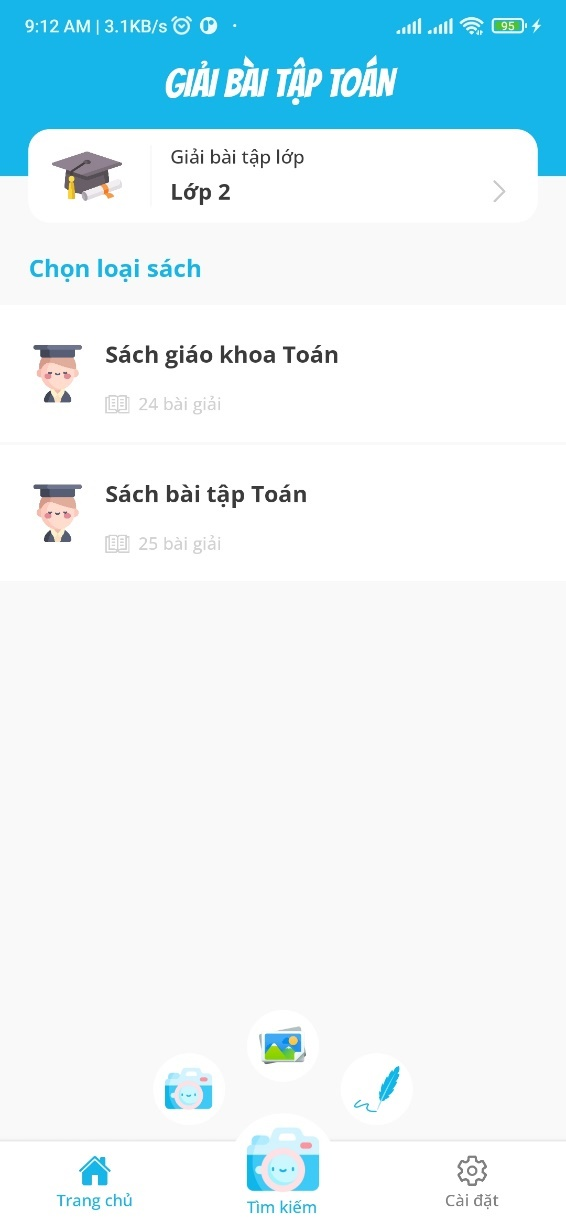 9:12 AM | 3.1KB/s 95
GIẢI BÀI TẬP TOÁN
Giải bài tập lớp
Lớp 2
Chọn loại sách
Sách giáo khoa Toán
24 bài giải
Sách bài tập Toán
25 bài giải
Trang chủ
Tìm kiếm
Cài đặt